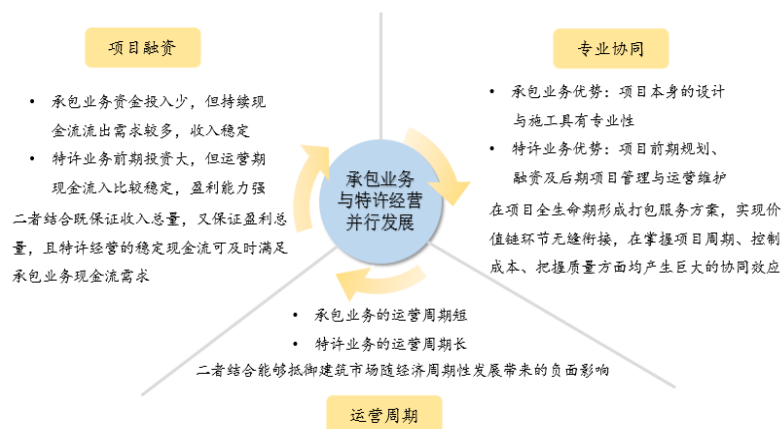 项目融资
• 承包业务资金投入少，但持续现
金流流出需求较多，收入稳定
• 特许业务前期投资大，但运营期
现金流入比较稳定，盈利能力强
二者结合既保证收入总量，又保证盈利总
量，且特许经营的稳定现金流可及时满足
承包业务现金流需求
专业协同
• 承包业务优势：项目本身的设计
与施工具有专业性
• 特许业务优势：项目前期规划、
融资及后期项目管理与运营维护
在项目全生命期形成打包服务方案，实现价
值链环节无缝衔接，在掌握项目周期、控制
成本、把握质量方面均产生巨大的协同效应
承包业务
与特许经营
并行发展
• 承包业务的运营周期短
• 特许业务的运营周期长
二者结合能够抵御建筑市场随经济周期性发展带来的负面影响
运营周期